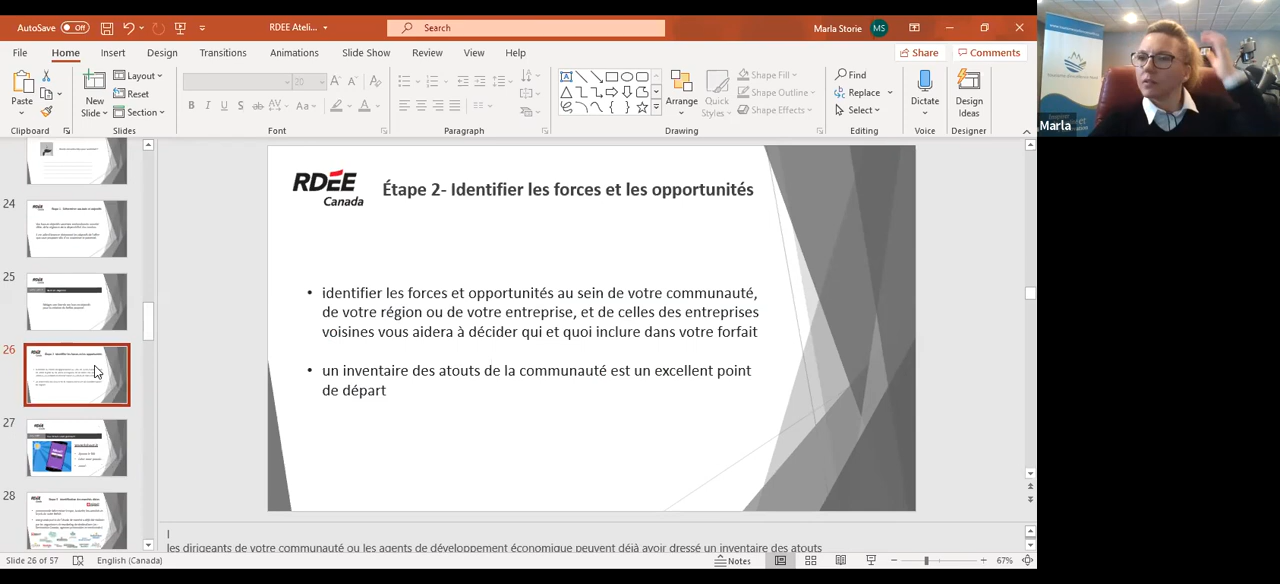 AutoSave Off RDEE Ateli... Search Marla Storie MS
File Home Insert Design Transitions Animations Slide Show Review View Help Share Comments
Paste New Slide Layout Reset Section 20 Arrange Quick Styles Shape Fill Shape Outline Shape Effects Find Replace Select Dictate Design Ideas
Clipboard Slides Font Paragraph Drawing Editing Voice Designer
Marla
24
25
26
27
28
RDÉE
Canada
Étape 2- Identifier les forces et les opportunités
• identifier les forces et opportunités au sein de votre communauté,
de votre région ou de votre entreprise, et de celles des entreprises
voisines vous aidera à décider qui et quoi inclure dans votre forfait
• un inventaire des atouts de la communauté est un excellent point
de départ
les dirigeants de votre communauté ou les agents de développement économique peuvent déjà avoir dressé un inventaire des atouts
Slide 26 of 57 English (Canada) Notes 67%